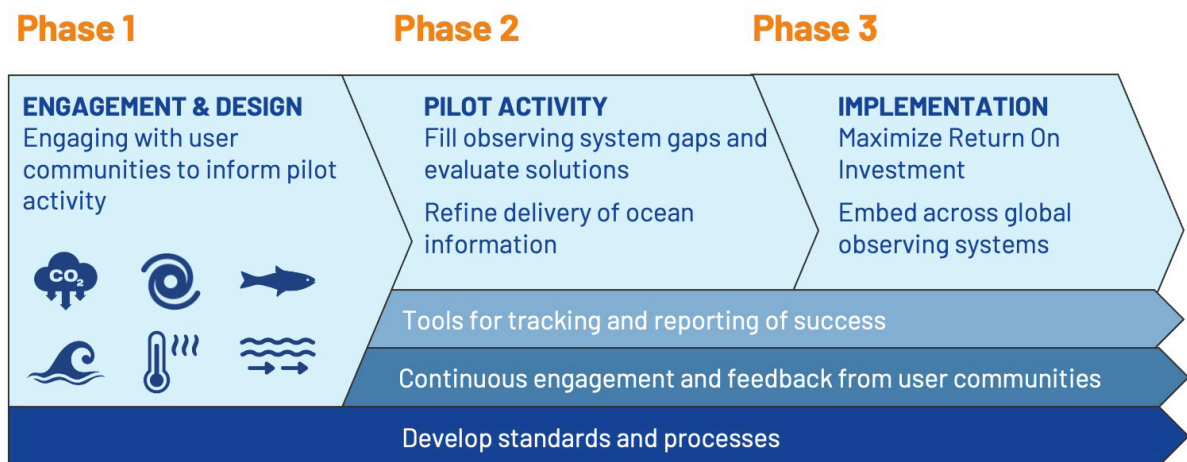 Phase 1
Phase 2
Phase 3
ENGAGEMENT & DESIGN
Engaging with user
communities to inform pilot
activity
CO₂
PILOT ACTIVITY
Fill observing system gaps and
evaluate solutions
Refine delivery of ocean
information
IMPLEMENTATION
Maximize Return On
Investment
Embed across global
observing systems
Tools for tracking and reporting of success
Continuous engagement and feedback from user communities
Develop standards and processes